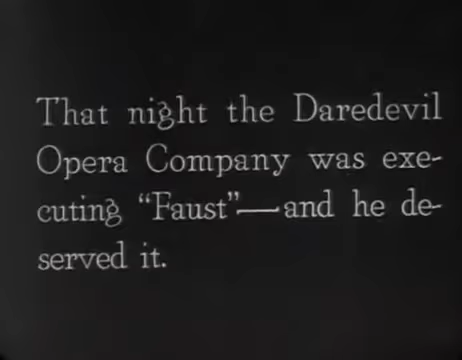 That night the Daredevil
Opera Company was exe-
cuting “Faust”—and he de-
served it.